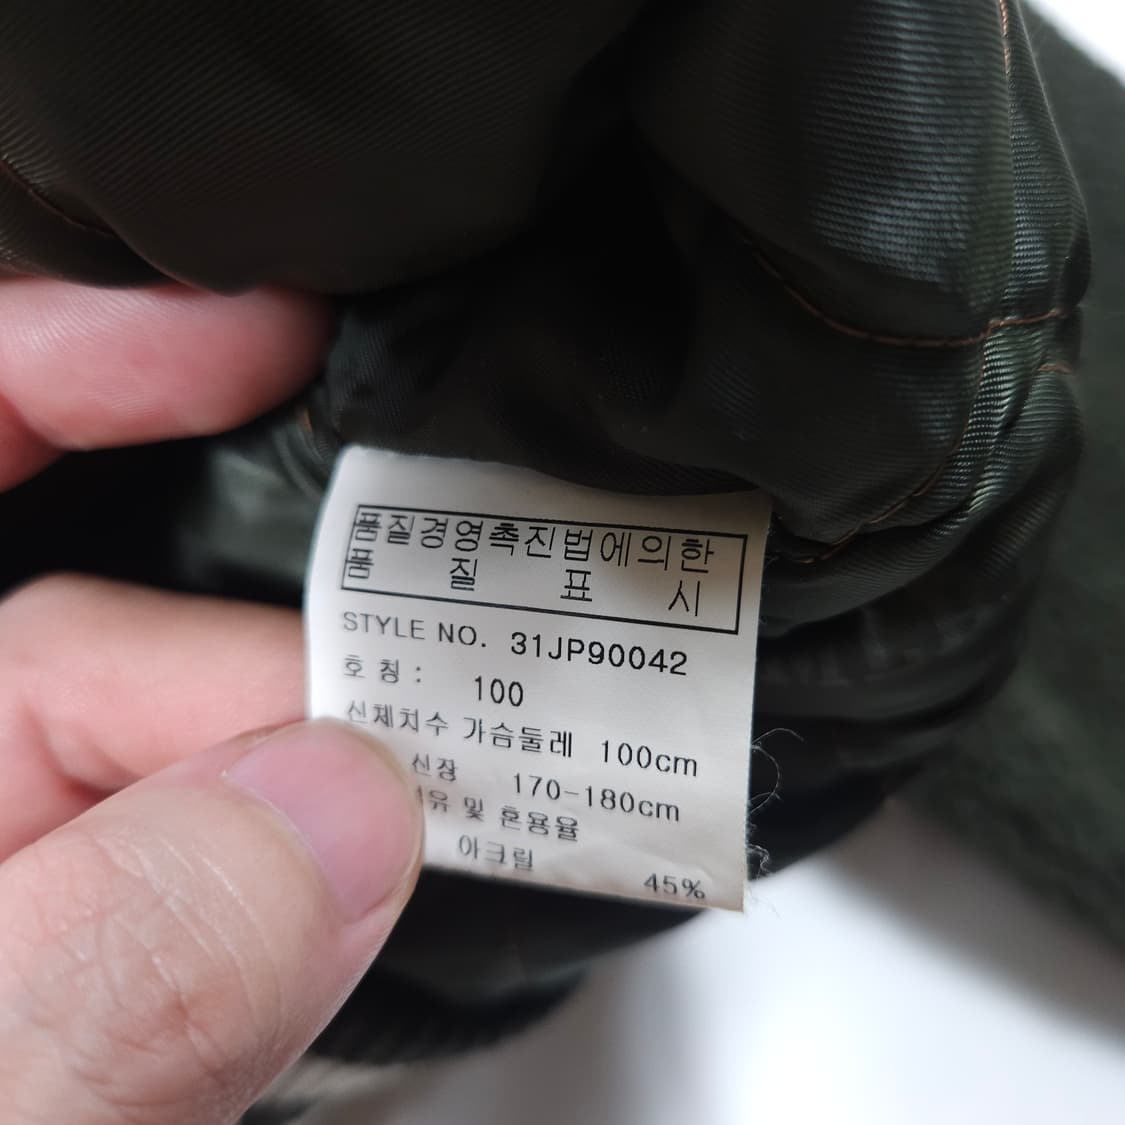 품질경영촉진법에의한
품 질 표 시
STYLE NO. 31JP90042
호 칭 : 100
신체치수 가슴둘레 100cm
신장 170-180cm
및 혼용율
아크릴 45%